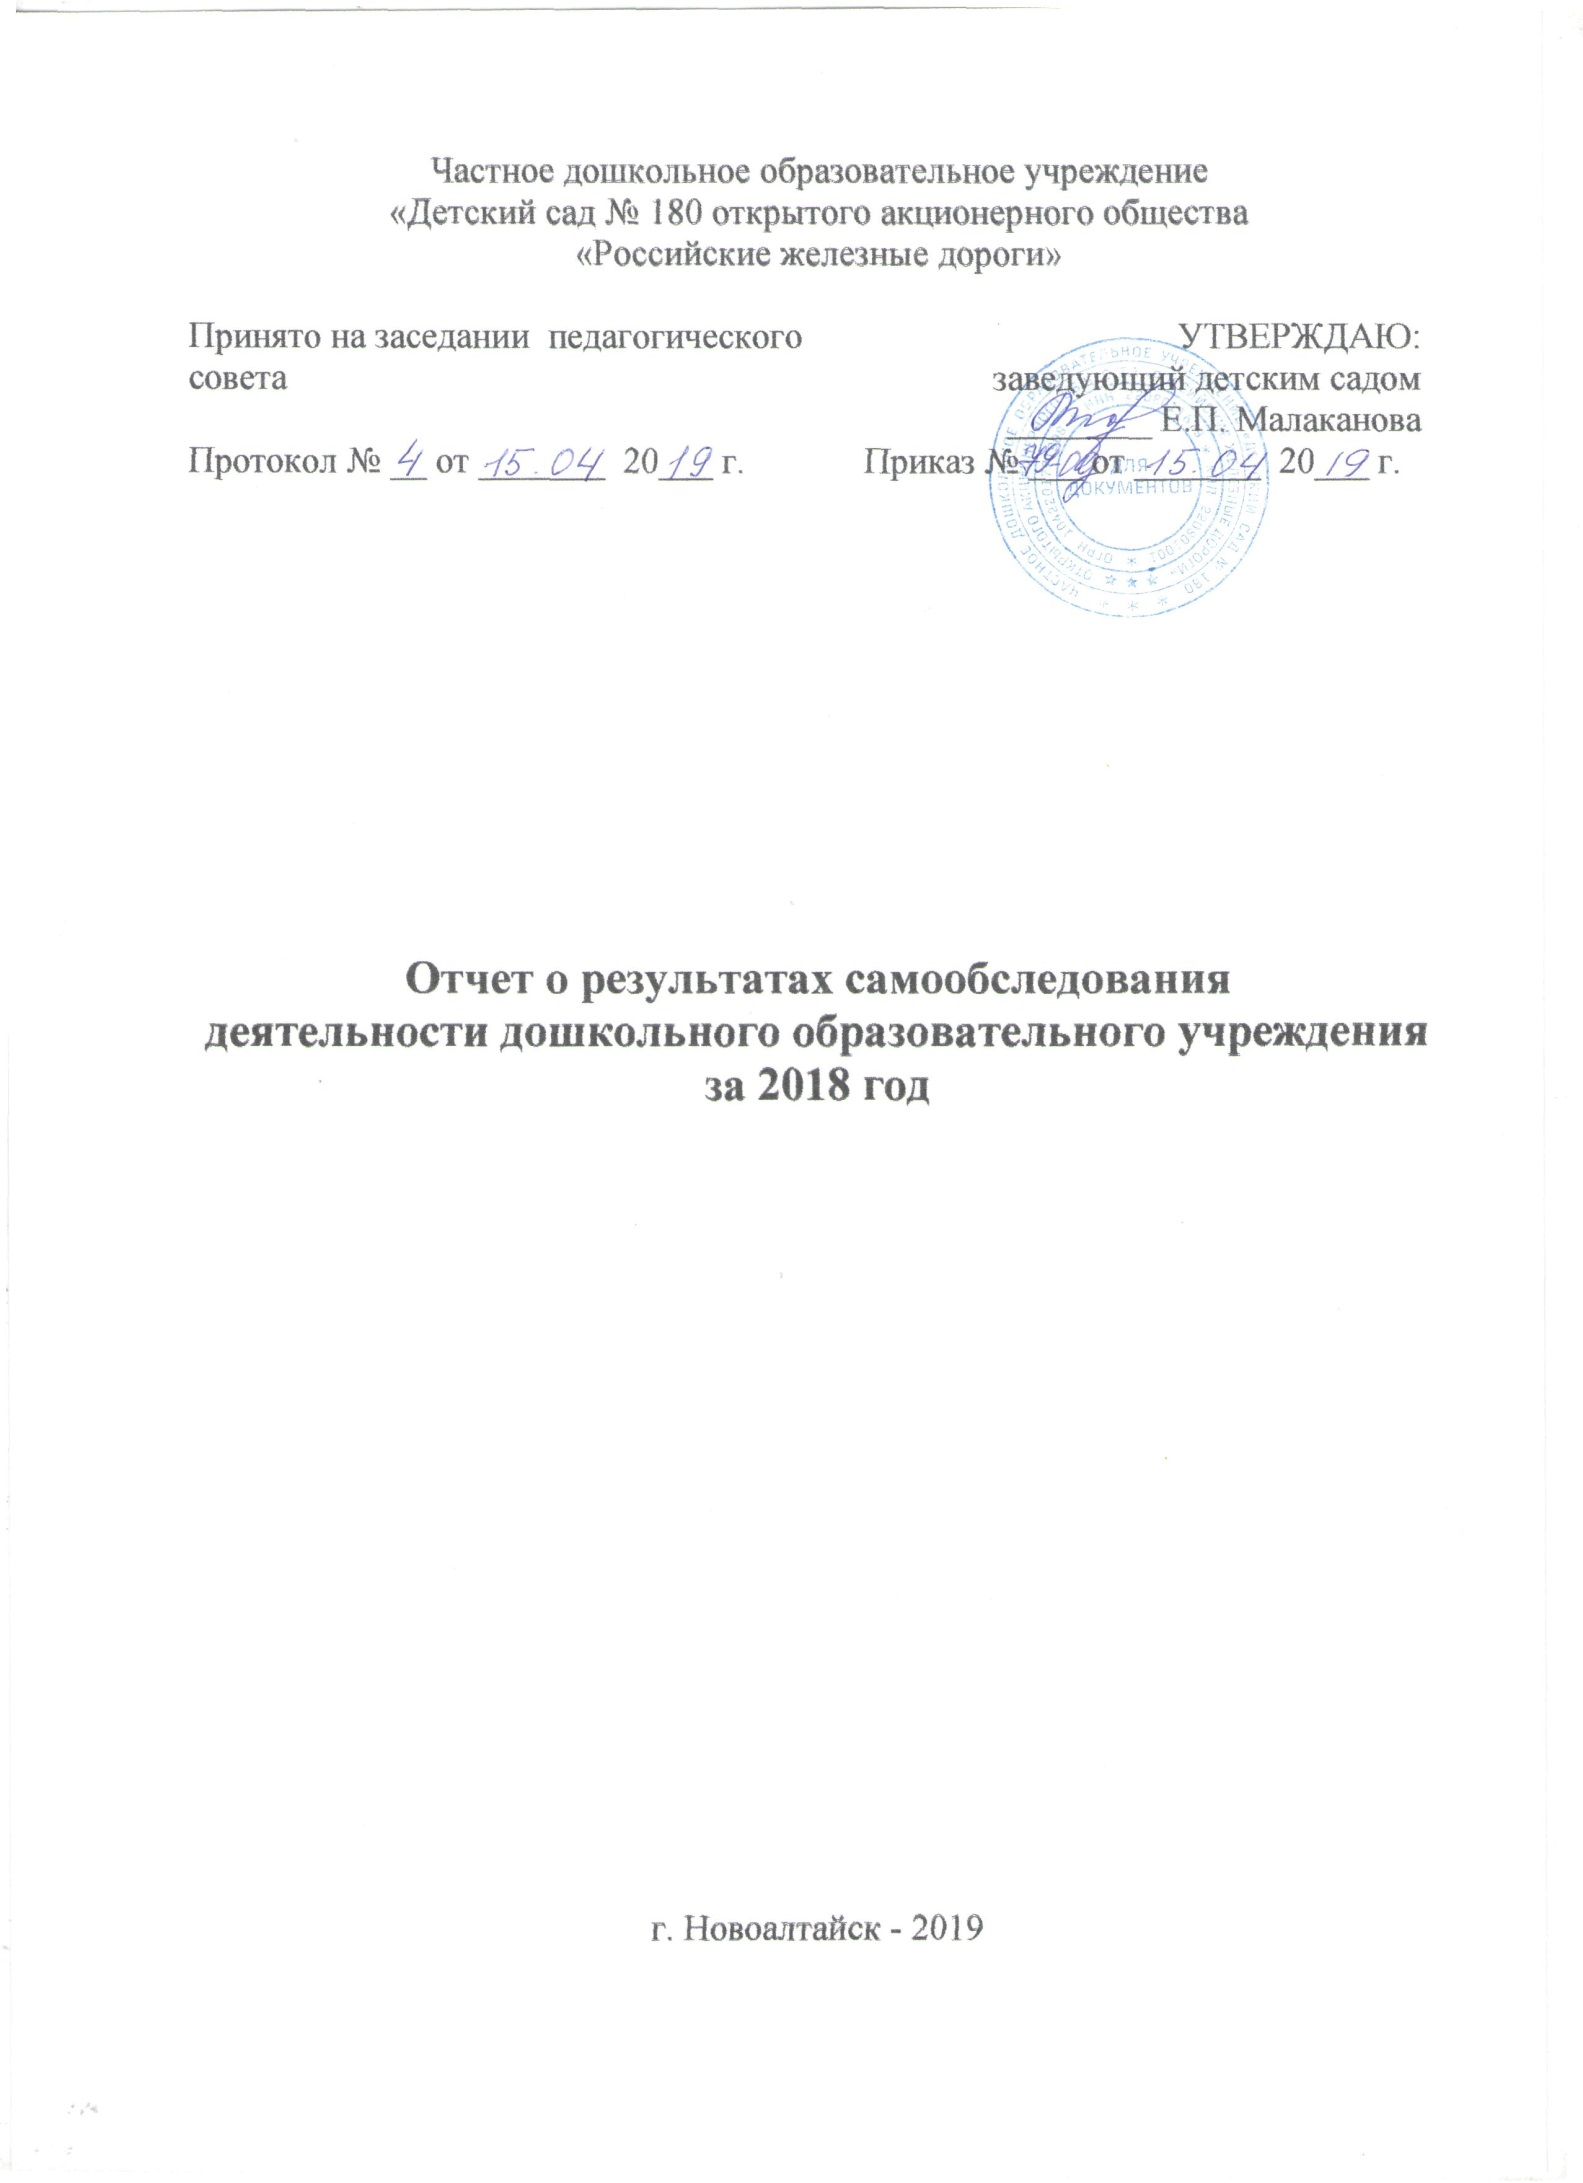 Частное дошкольное образовательное учреждение
«Детский сад № 180 открытого акционерного общества
«Российские железные дороги»
Принято на заседании педагогического
совета
Протокол № 4 от 15.04 2019 г.
УТВЕРЖДАЮ:
заведующий детским садом
Е.П. Малаканова
Приказ № от 15.04 2019 г.
ДЛЯ
ДОКУМЕНТОВ
Отчет о результатах самообследования
деятельности дошкольного образовательного учреждения
за 2018 год
г. Новоалтайск - 2019